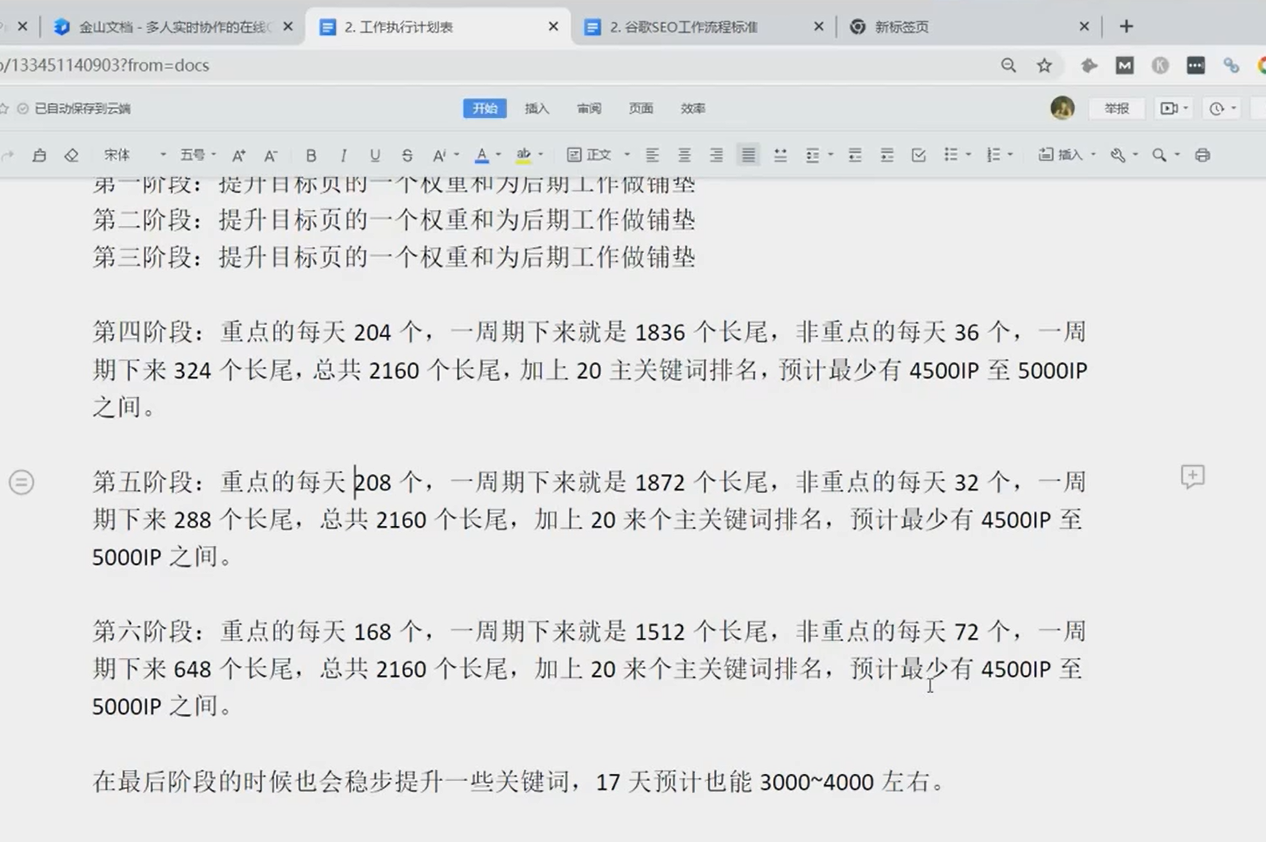 金山文档 - 多人实时协作的在线
2. 工作执行计划表
2. 谷歌SEO工作流程标准
新标签页
o/133451140903?from=docs
已自动保存到云端
开始
插入
审阅
页面
效率
举报
宋体
五号
正文
插入
第一阶段：提升目标页的一个权重和为后期工作做铺垫
第二阶段：提升目标页的一个权重和为后期工作做铺垫
第三阶段：提升目标页的一个权重和为后期工作做铺垫
第四阶段：重点的每天 204 个，一周期下来就是 1836 个长尾，非重点的每天 36 个，一周
期下来 324 个长尾，总共 2160 个长尾，加上 20 主关键词排名，预计最少有 4500IP 至 5000IP
之间。
第五阶段：重点的每天 208 个，一周期下来就是 1872 个长尾，非重点的每天 32 个，一周
期下来 288 个长尾，总共 2160 个长尾，加上 20 来个主关键词排名，预计最少有 4500IP 至
5000IP 之间。
第六阶段：重点的每天 168 个，一周期下来就是 1512 个长尾，非重点的每天 72 个，一周
期下来 648 个长尾，总共 2160 个长尾，加上 20 来个主关键词排名，预计最少有 4500IP 至
5000IP 之间。
在最后阶段的时候也会稳步提升一些关键词，17 天预计也能 3000~4000 左右。